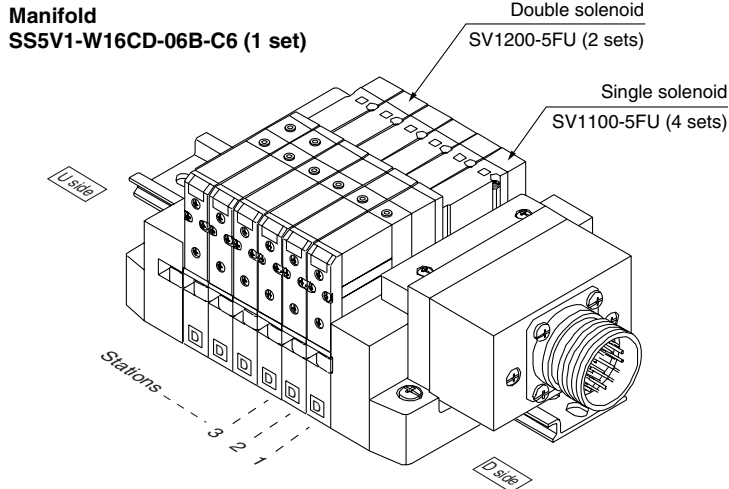 Manifold
SS5V1-W16CD-06B-C6 (1 set)
Double solenoid
SV1200-5FU (2 sets)
Single solenoid
SV1100-5FU (4 sets)
U side
D D D D D D
Stations
3
2
1
D side